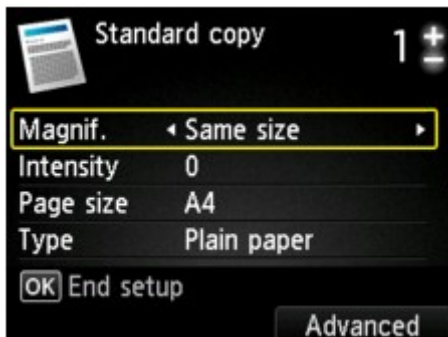 Standard copy 1
Magnif. Same size
Intensity 0
Page size A4
Type Plain paper
OK End setup
Advanced